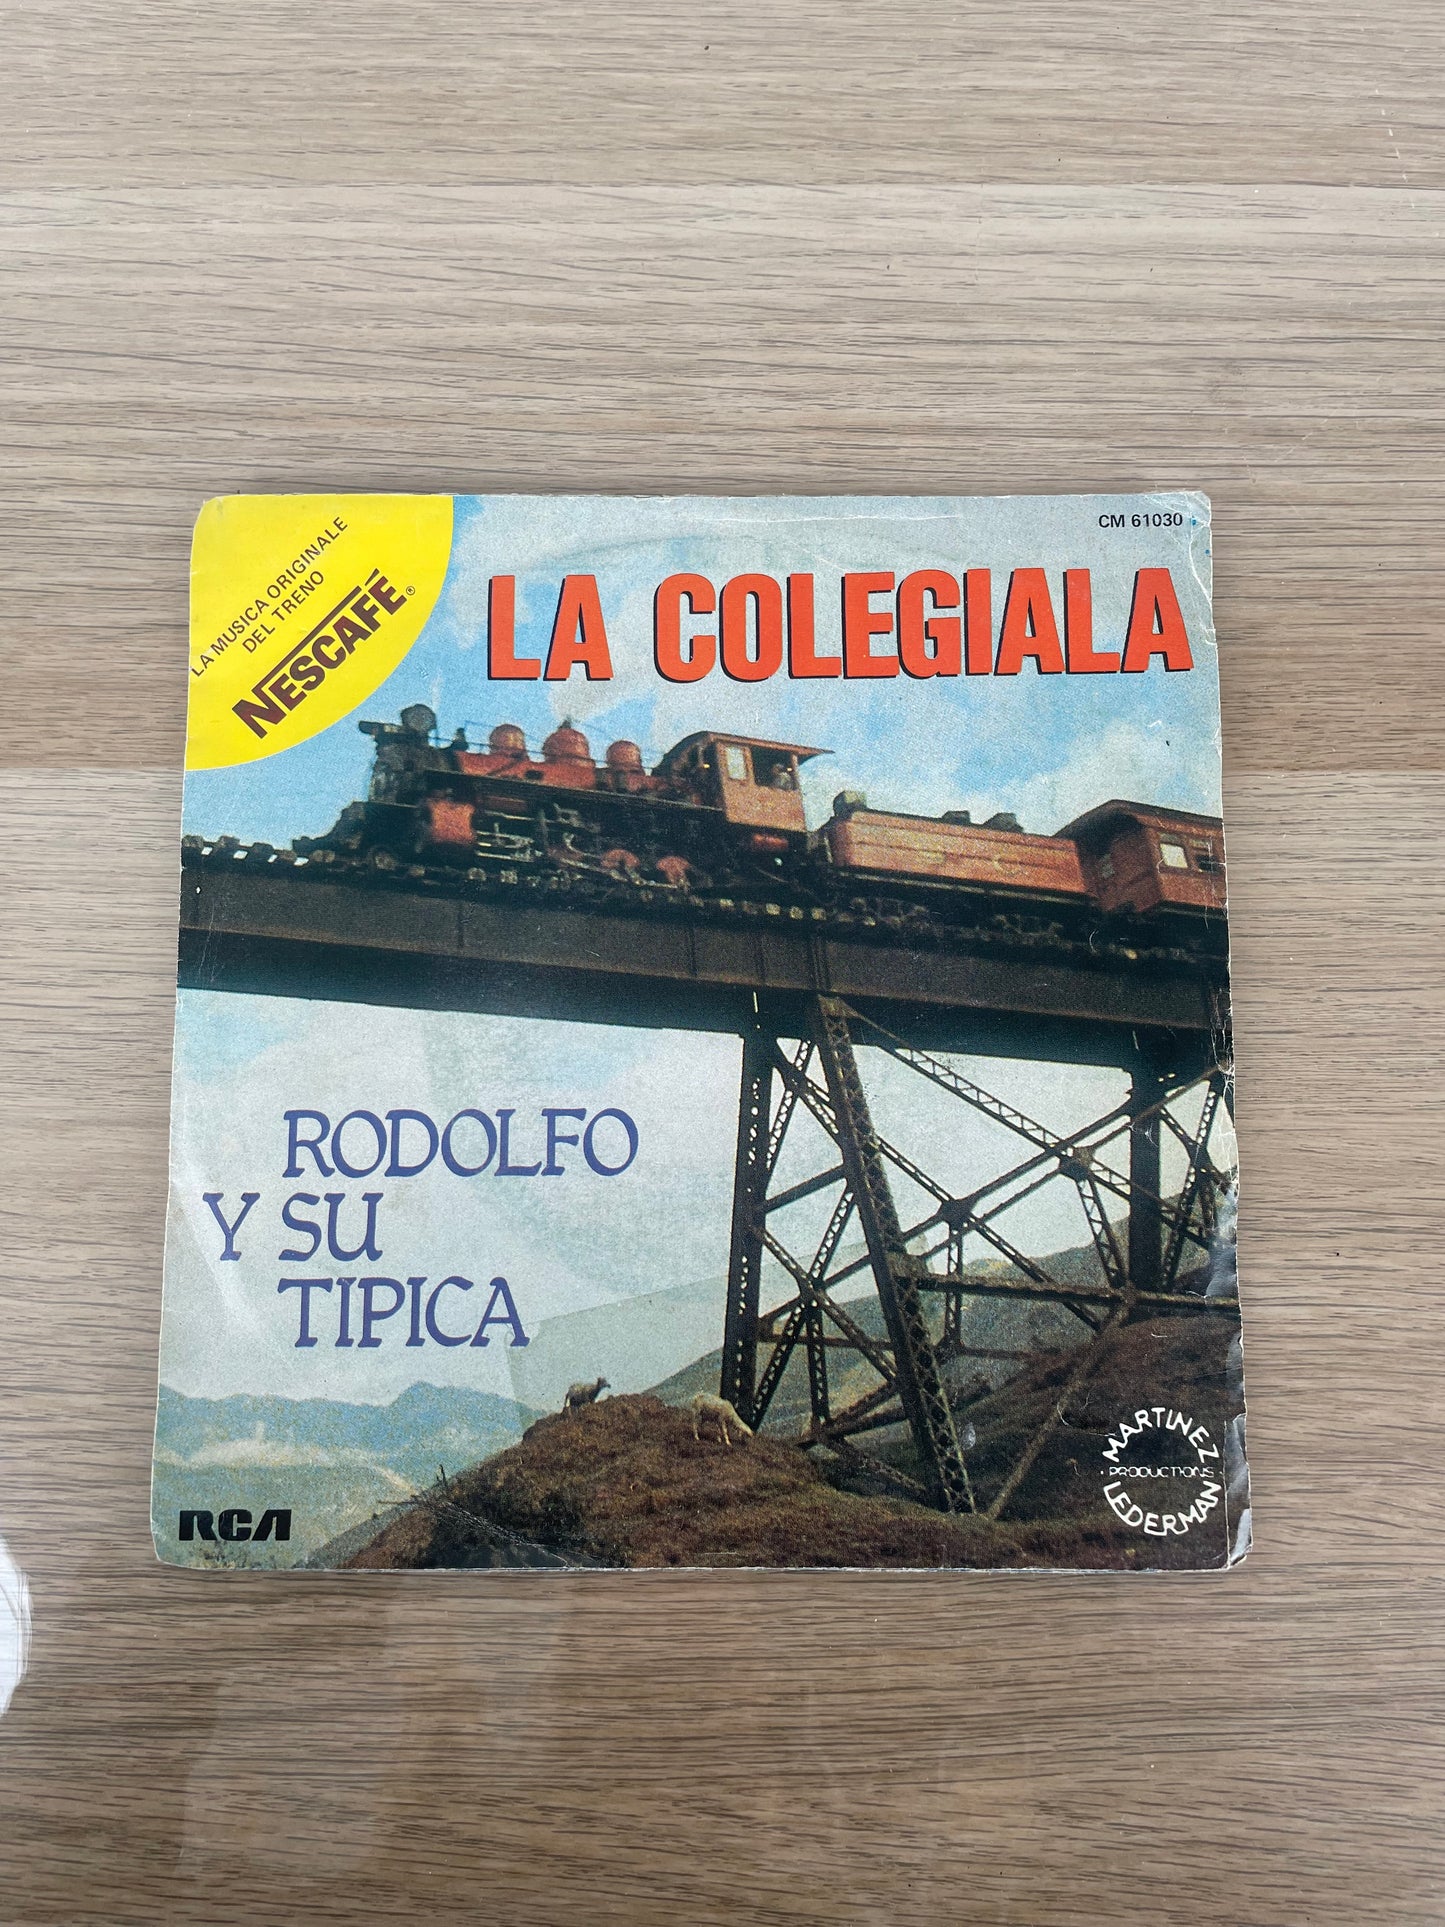 LA MUSICA ORIGINALE
DEL TRENO
NESCAFÉ®
CM 61030
LA COLEGIALA
RODOLFO
Y SU
TIPICA
RCA
MARTINEZ
· PRODUCTIONS ·
LEDERMAN